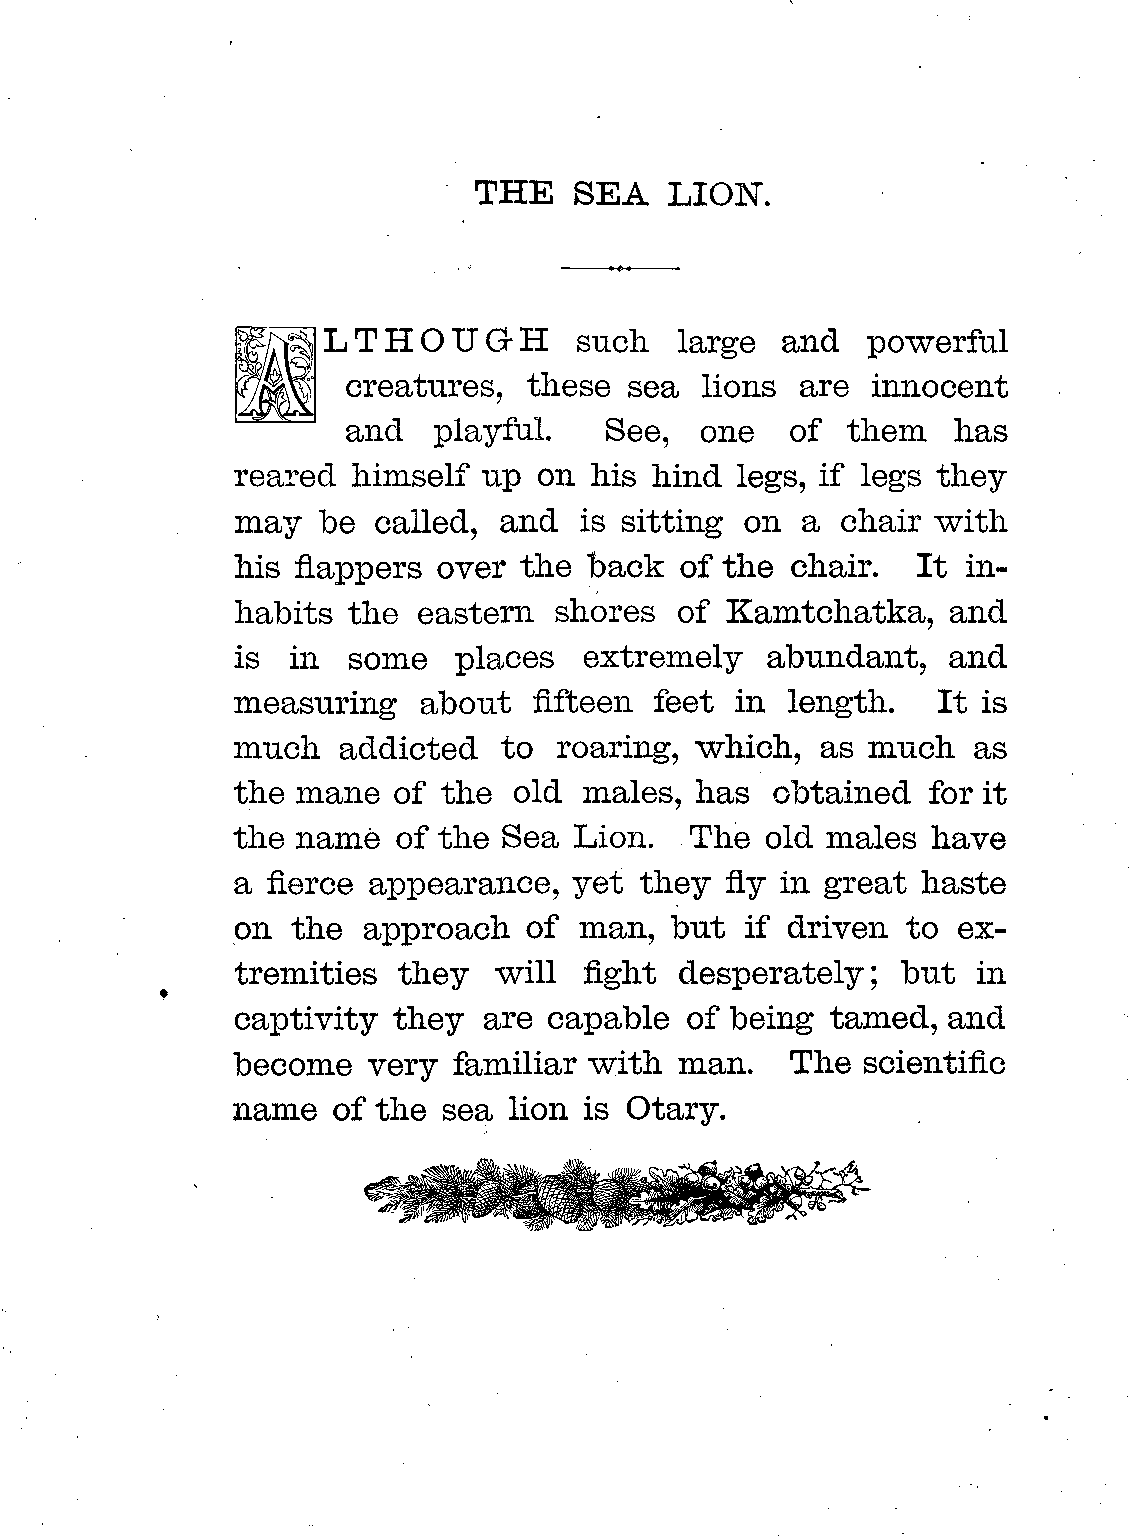 THE SEA LION.
ALTHOUGH such large and powerful
creatures, these sea lions are innocent
and playful. See, one of them has
reared himself up on his hind legs, if legs they
may be called, and is sitting on a chair with
his flappers over the back of the chair. It in-
habits the eastern shores of Kamtchatka, and
is in some places extremely abundant, and
measuring about fifteen feet in length. It is
much addicted to roaring, which, as much as
the mane of the old males, has obtained for it
the name of the Sea Lion. The old males have
a fierce appearance, yet they fly in great haste
on the approach of man, but if driven to ex-
tremities they will fight desperately; but in
captivity they are capable of being tamed, and
become very familiar with man. The scientific
name of the sea lion is Otary.